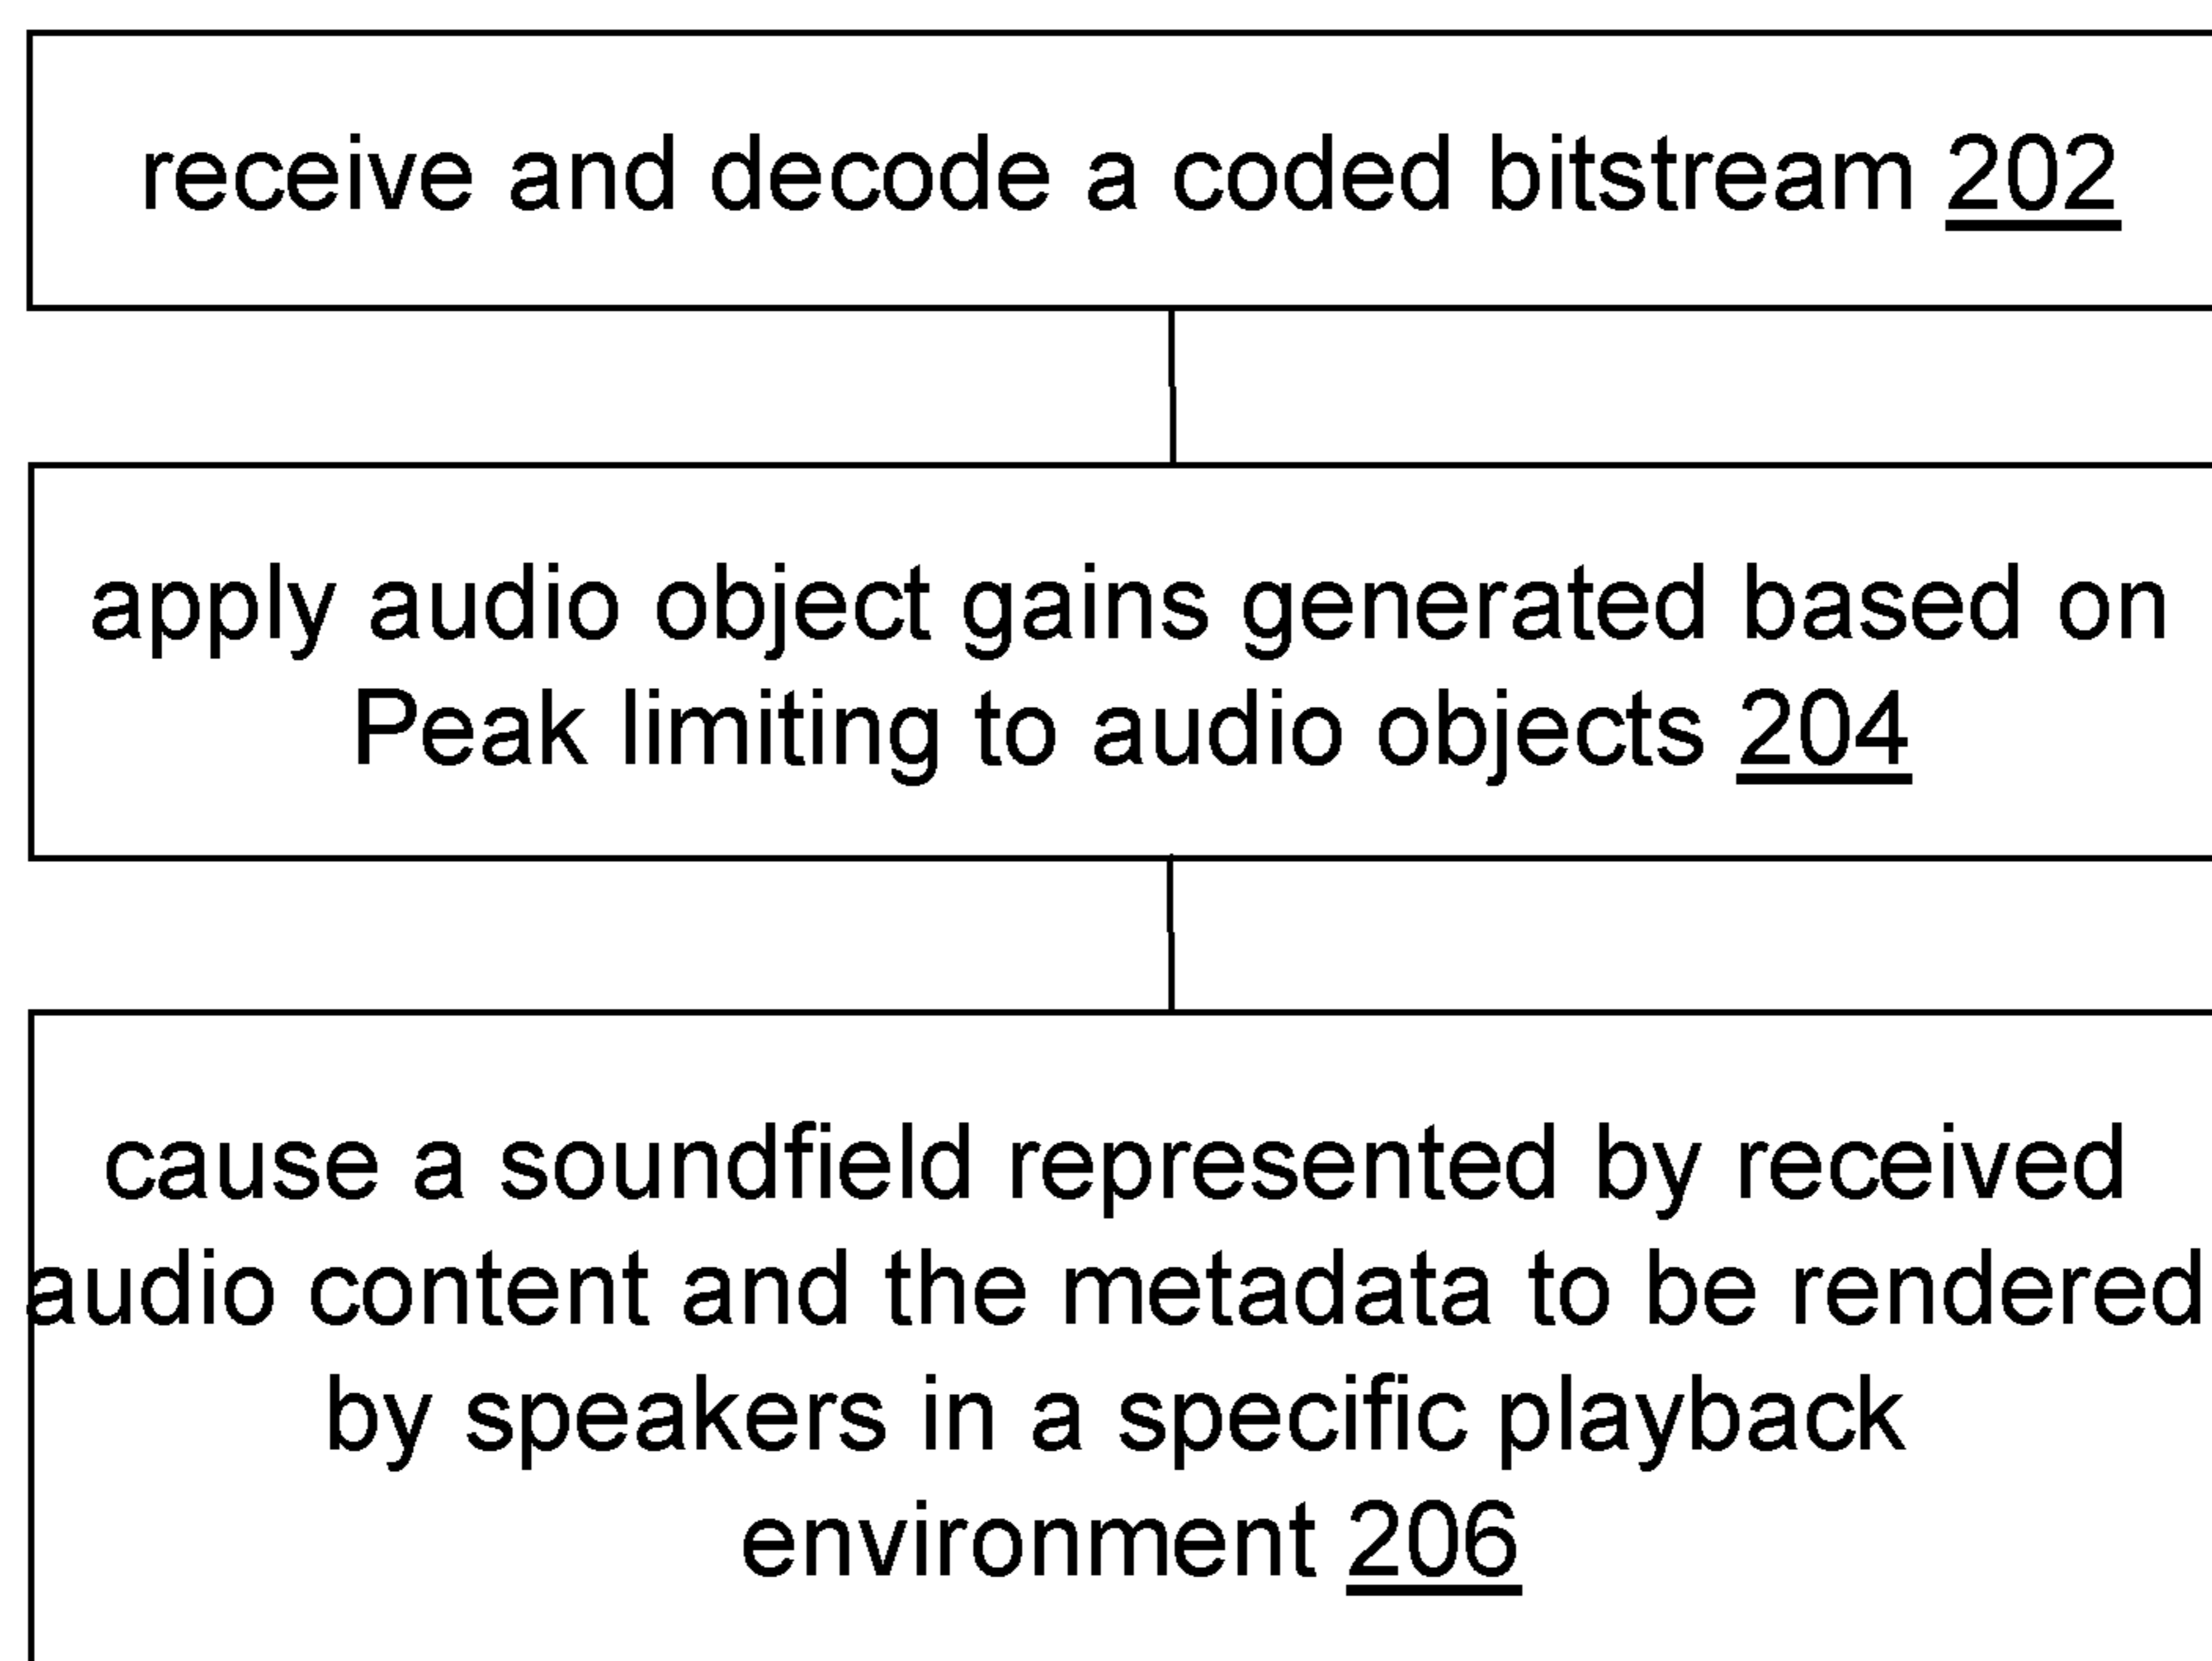 receive and decode a coded bitstream 202
apply audio object gains generated based on
Peak limiting to audio objects 204
cause a soundfield represented by received
audio content and the metadata to be rendered
by speakers in a specific playback
environment 206